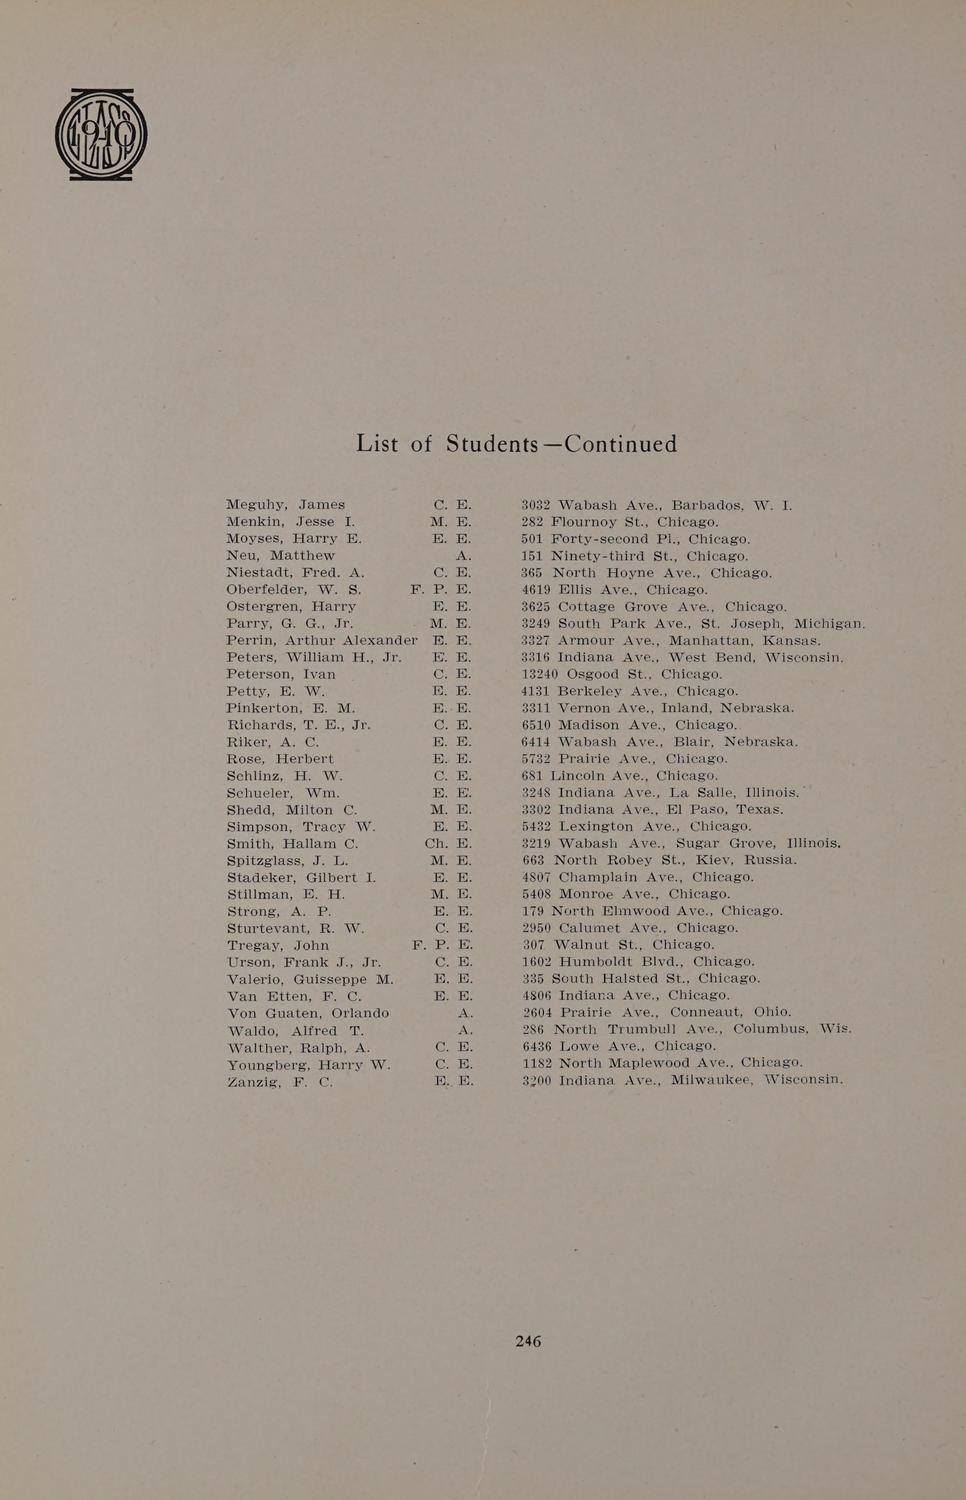 CLASS 1910
List of Students—Continued
Meguhy, James C. E. 3032 Wabash Ave., Barbados, W. I.
Menkin, Jesse I. M. E. 282 Flournoy St., Chicago.
Moyses, Harry E. E. E. 501 Forty-second Pl., Chicago.
Neu, Matthew A. 151 Ninety-third St., Chicago.
Niestadt, Fred. A. C. E. 365 North Hoyne Ave., Chicago.
Oberfelder, W. S. F. P. E. 4619 Ellis Ave., Chicago.
Ostergren, Harry E. E. 3625 Cottage Grove Ave., Chicago.
Parry, G. G., Jr. M. E. 3249 South Park Ave., St. Joseph, Michigan.
Perrin, Arthur Alexander E. E. 3327 Armour Ave., Manhattan, Kansas.
Peters, William H., Jr. E. E. 3316 Indiana Ave., West Bend, Wisconsin.
Peterson, Ivan C. E. 13240 Osgood St., Chicago.
Petty, E. W. E. E. 4131 Berkeley Ave., Chicago.
Pinkerton, E. M. E. E. 3311 Vernon Ave., Inland, Nebraska.
Richards, T. E., Jr. C. E. 6510 Madison Ave., Chicago.
Riker, A. C. E. E. 6414 Wabash Ave., Blair, Nebraska.
Rose, Herbert E. E. 5732 Prairie Ave., Chicago.
Schlinz, H. W. C. E. 681 Lincoln Ave., Chicago.
Schueler, Wm. E. E. 3248 Indiana Ave., La Salle, Illinois.
Shedd, Milton C. M. E. 3302 Indiana Ave., El Paso, Texas.
Simpson, Tracy W. E. E. 5432 Lexington Ave., Chicago.
Smith, Hallam C. Ch. E. 3219 Wabash Ave., Sugar Grove, Illinois.
Spitzglass, J. L. M. E. 663 North Robey St., Kiev, Russia.
Stadeker, Gilbert I. E. E. 4807 Champlain Ave., Chicago.
Stillman, E. H. M. E. 5408 Monroe Ave., Chicago.
Strong, A. P. E. E. 179 North Elmwood Ave., Chicago.
Sturtevant, R. W. C. E. 2950 Calumet Ave., Chicago.
Tregay, John F. P. E. 307 Walnut St., Chicago.
Urson, Frank J., Jr. C. E. 1602 Humboldt Blvd., Chicago.
Valerio, Guisseppe M. E. E. 335 South Halsted St., Chicago.
Van Etten, F. C. E. E. 4806 Indiana Ave., Chicago.
Von Guaten, Orlando A. 2604 Prairie Ave., Conneaut, Ohio.
Waldo, Alfred T. A. 286 North Trumbull Ave., Columbus, Wis.
Walther, Ralph, A. C. E. 6436 Lowe Ave., Chicago.
Youngberg, Harry W. C. E. 1182 North Maplewood Ave., Chicago.
Zanzig, F. C. E. E. 3200 Indiana Ave., Milwaukee, Wisconsin.
246